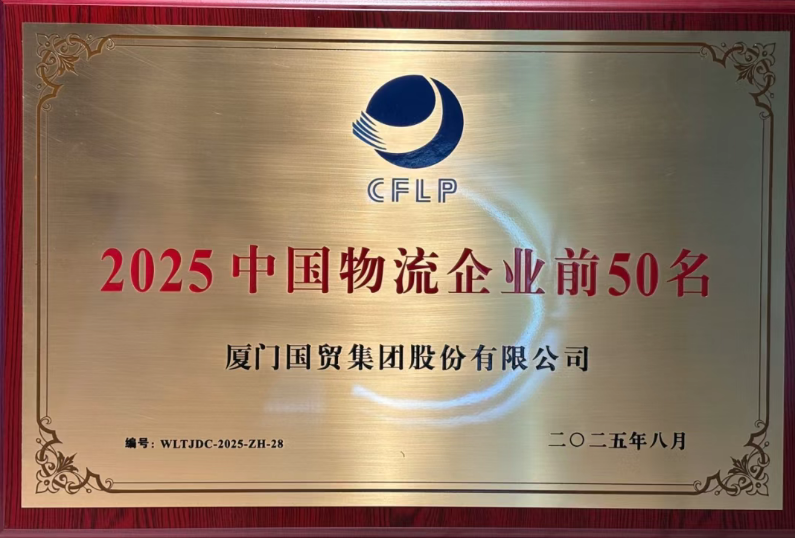 CFLP
2025中国物流企业前50名
厦门国贸集团股份有限公司
编号：WLTJDC-2025-ZH-28
二〇二五年八月